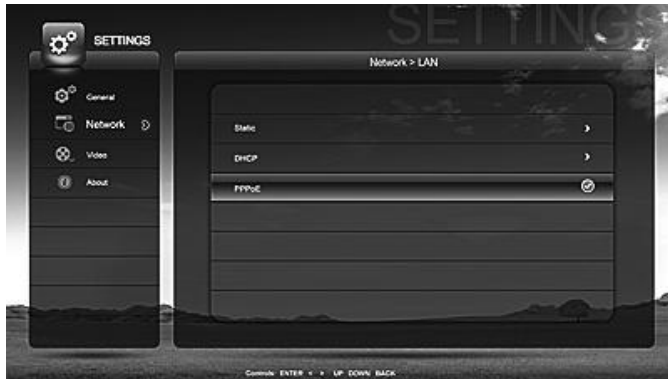 SETTINGS
SETTINGS
Network > LAN
General
Network
Video
About
Static
DHCP
PPPoE
Controls: ENTER < > UP DOWN BACK